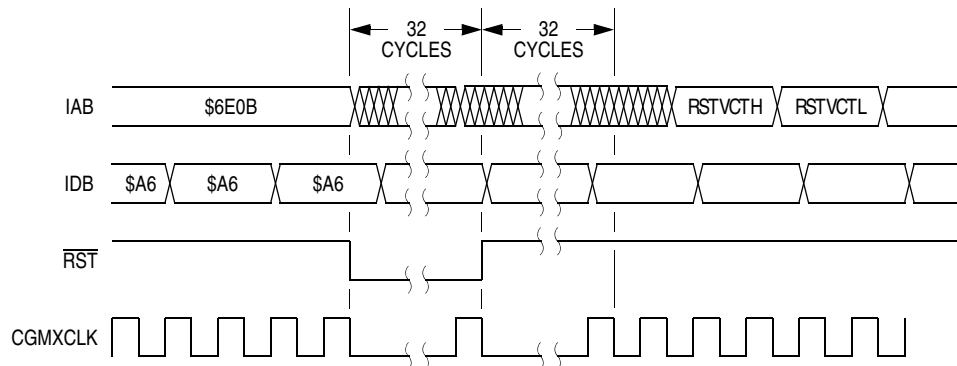 32
CYCLES
32
CYCLES
IAB
$6E0B
RSTVCTH
RSTVCTL
IDB
$A6
$A6
$A6
RST
CGMXCLK